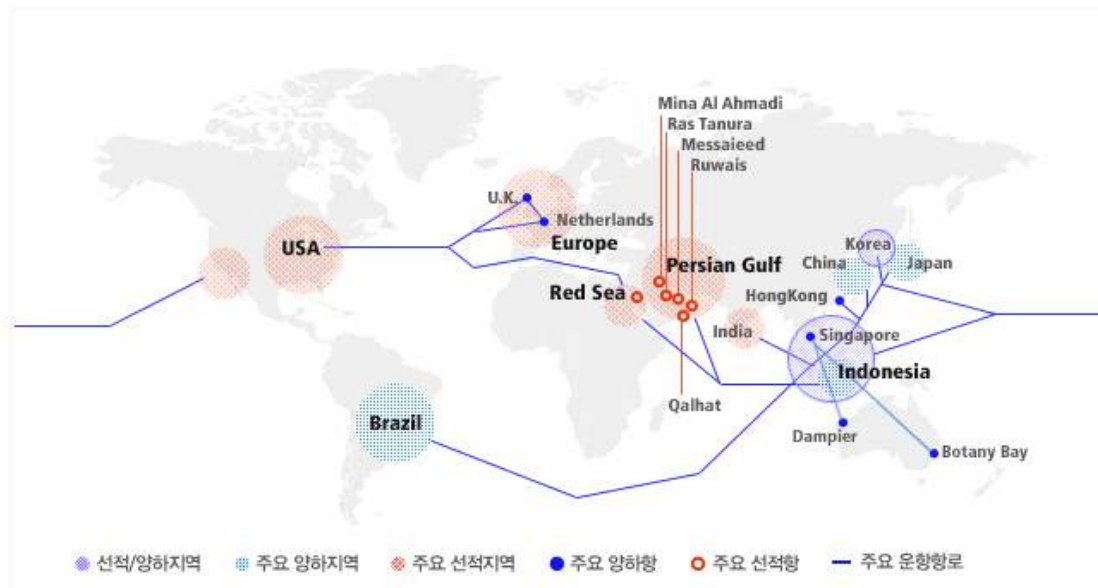 Mina Al Ahmadi
Ras Tanura
Messaieed
Ruwais
U.K.
Netherlands
USA
Europe
Korea
Persian Gulf
China
Japan
Red Sea
HongKong
India
Singapore
Indonesia
Qalhat
Brazil
Dampier
Botany Bay
선적/양하지역 주요 양하지역 주요 선적지역 주요 양하항 주요 선적항 주요 운항항로